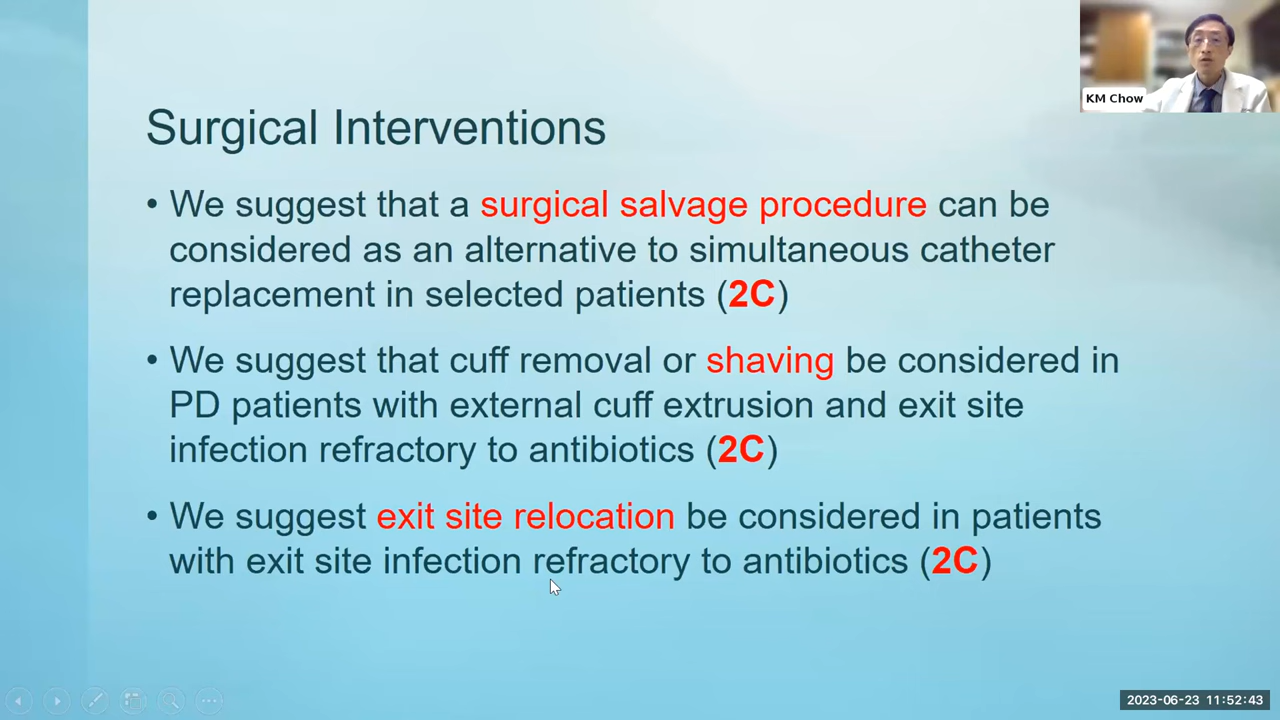 KM Chow
Surgical Interventions
• We suggest that a surgical salvage procedure can be
considered as an alternative to simultaneous catheter
replacement in selected patients (2C)
• We suggest that cuff removal or shaving be considered in
PD patients with external cuff extrusion and exit site
infection refractory to antibiotics (2C)
• We suggest exit site relocation be considered in patients
with exit site infection refractory to antibiotics (2C)
2023-06-23 11:52:43